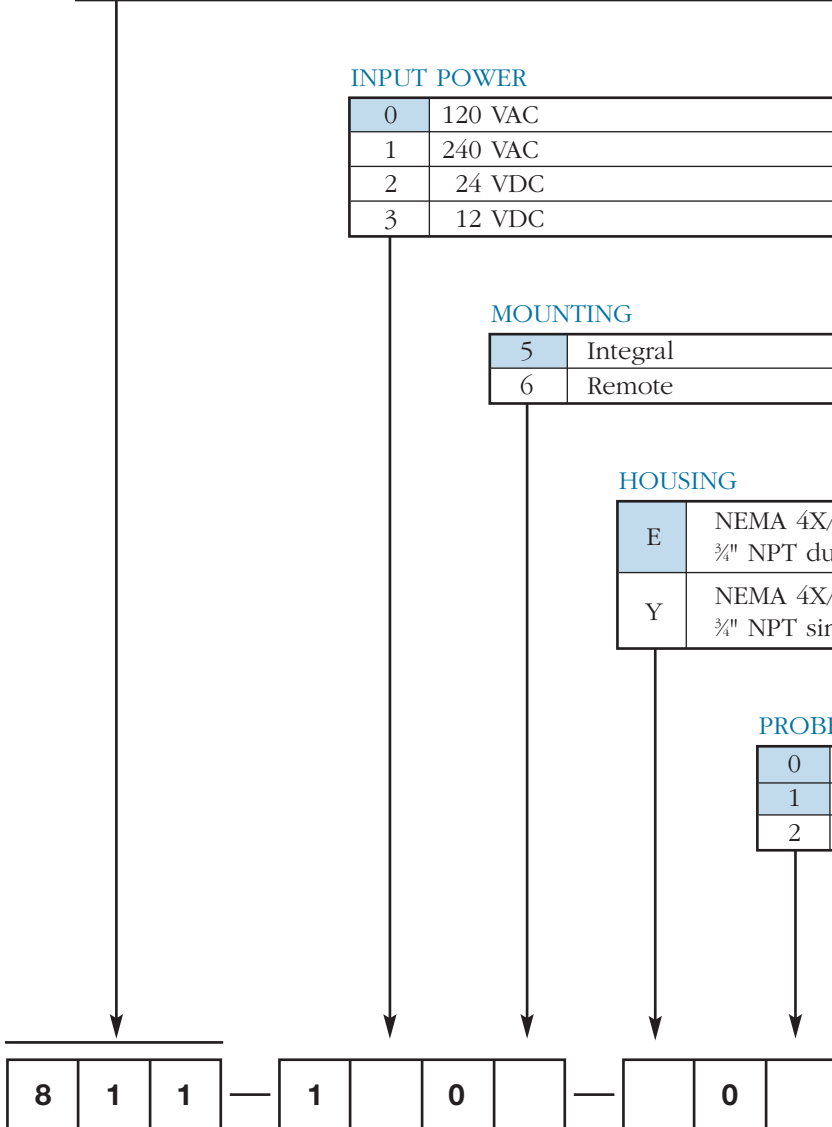 INPUT POWER
0 120 VAC
1 240 VAC
2 24 VDC
3 12 VDC
MOUNTING
5 Integral
6 Remote
HOUSING
E NEMA 4X/
¾" NPT
Y NEMA 4X/
¾" NPT
0
1
2
8 1 1 — 1 0 — 0